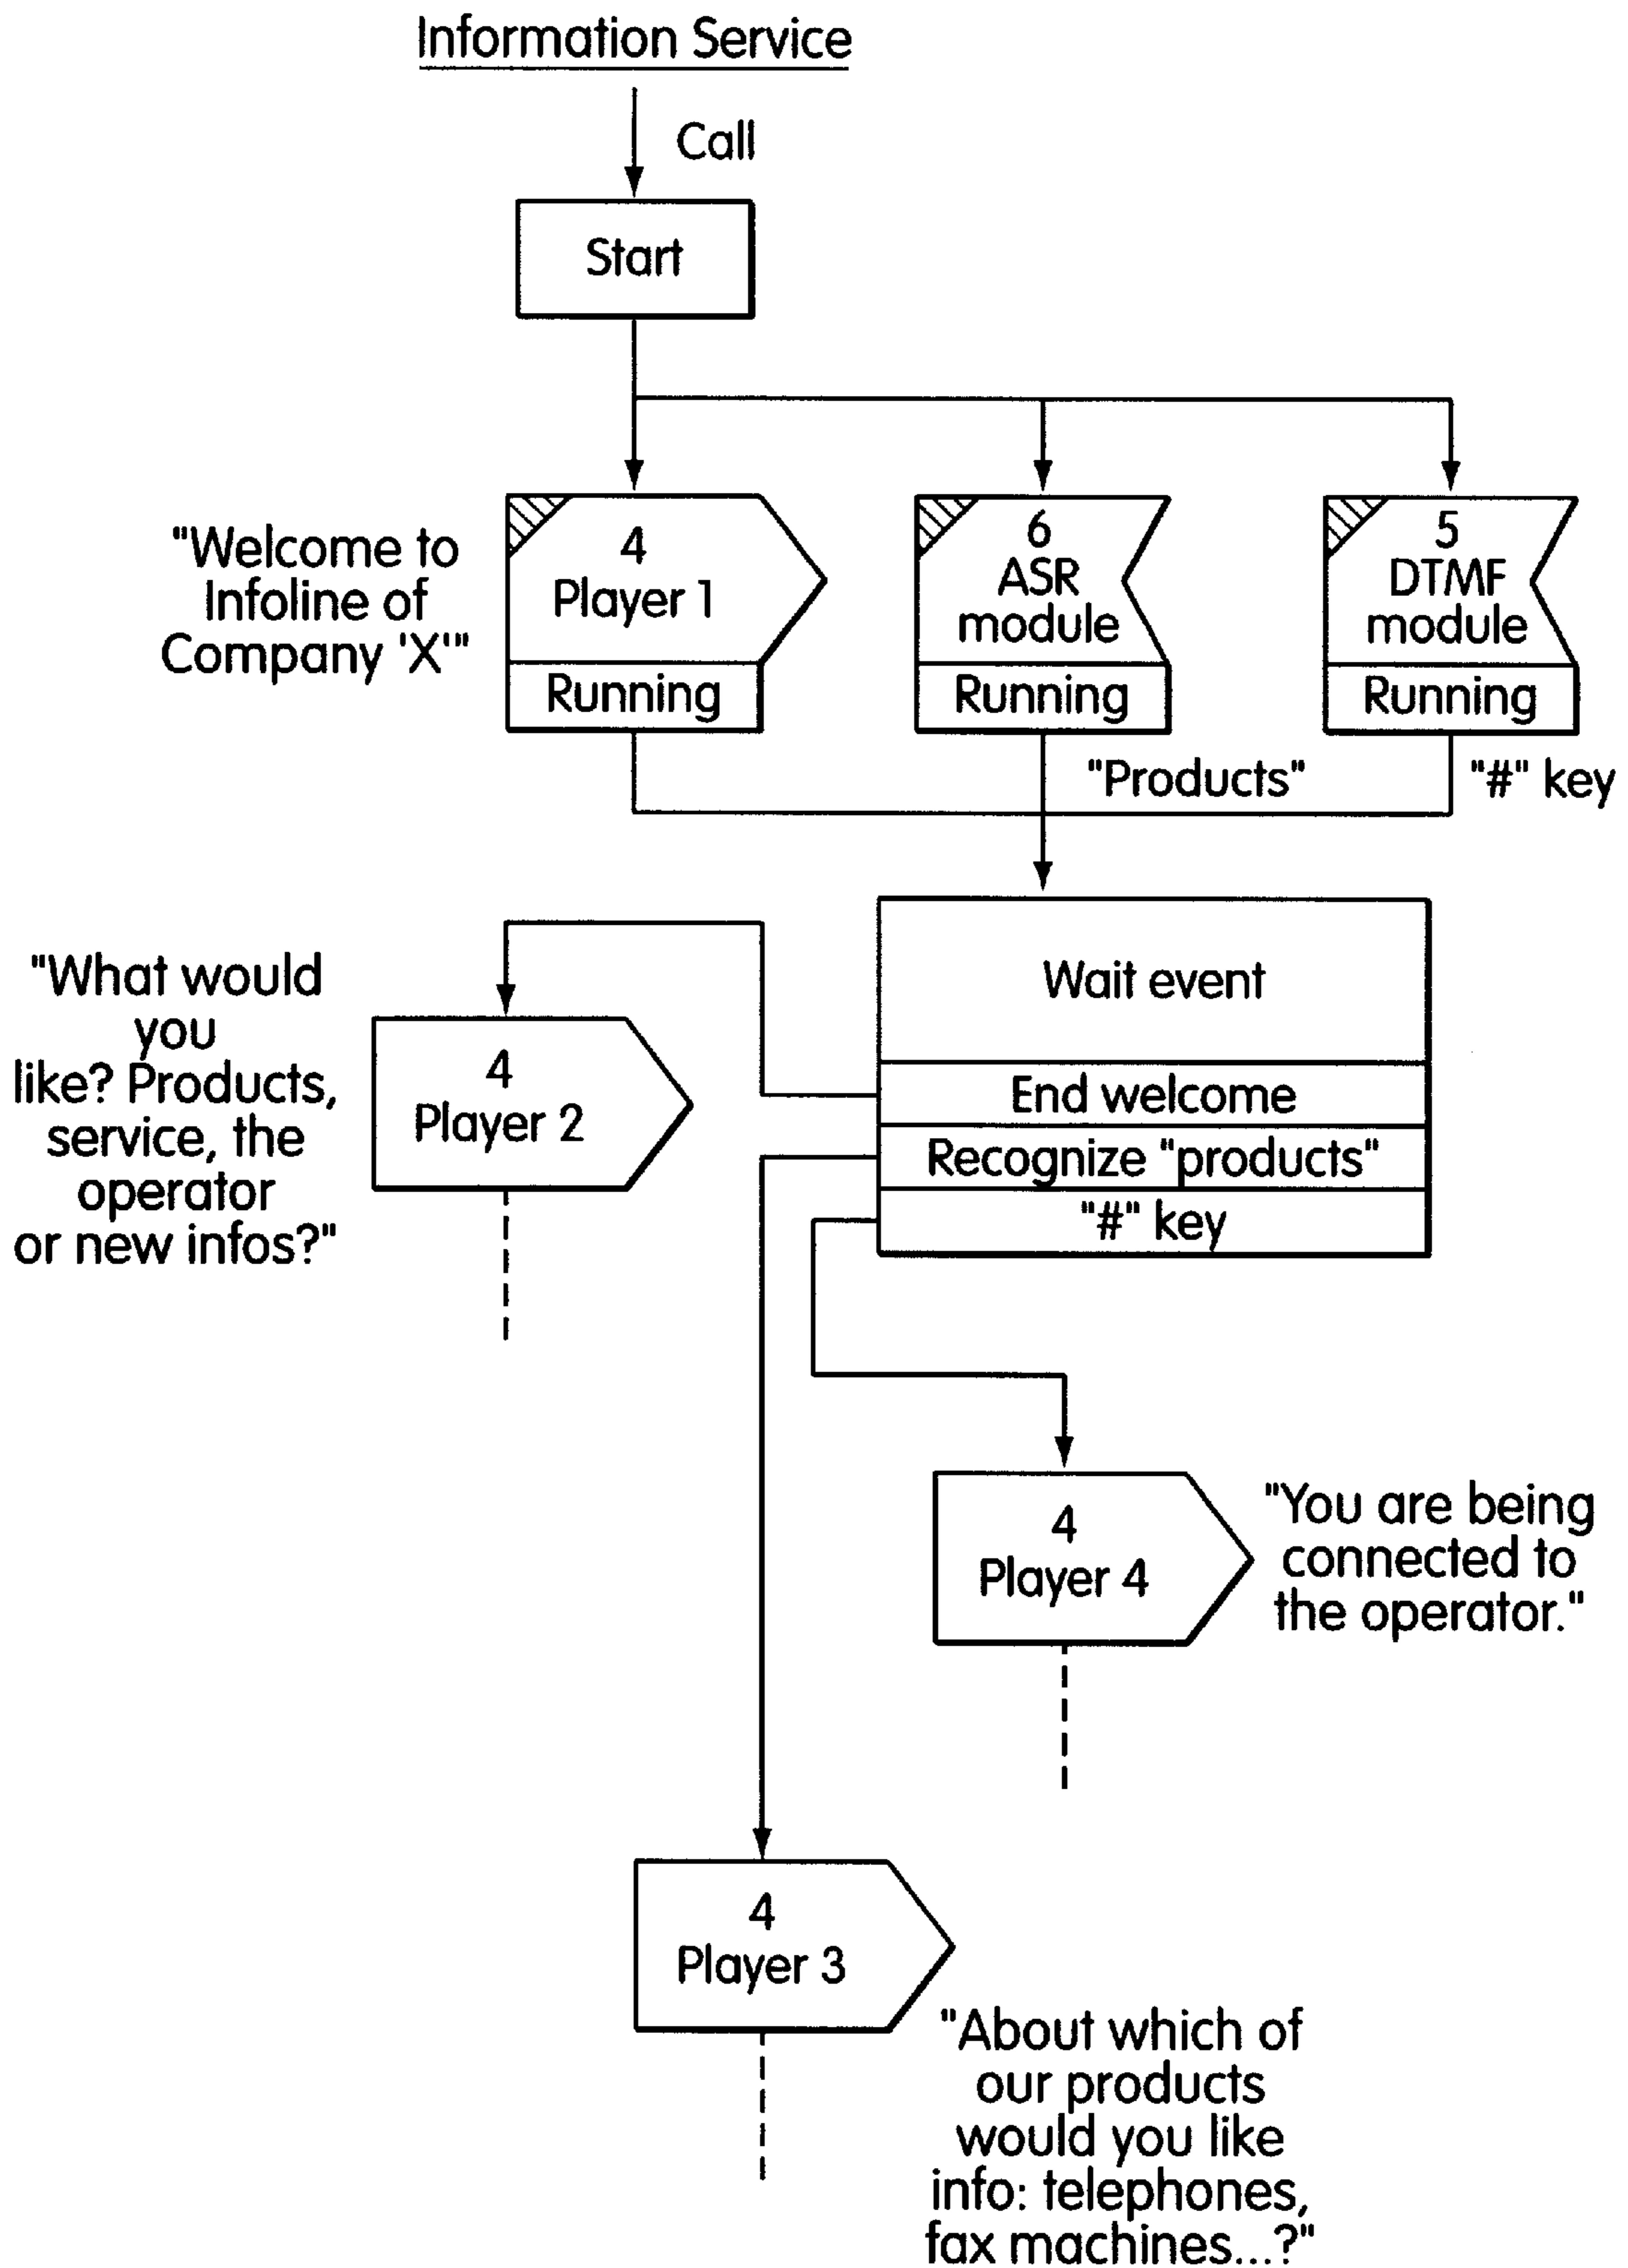 Information Service
Call
Start
"Welcome to
Infoline of
Company 'X'"
4
Player 1
Running
6
ASR
module
Running
5
DTMF
module
Running
"Products"
"#" key
Wait event
End welcome
Recognize "products"
"#" key
"What would
you
like? Products,
service, the
operator
or new infos?"
4
Player 2
4
Player 4
"You are being
connected to
the operator."
4
Player 3
"About which of
our products
would you like
info: telephones,
fax machines...?"